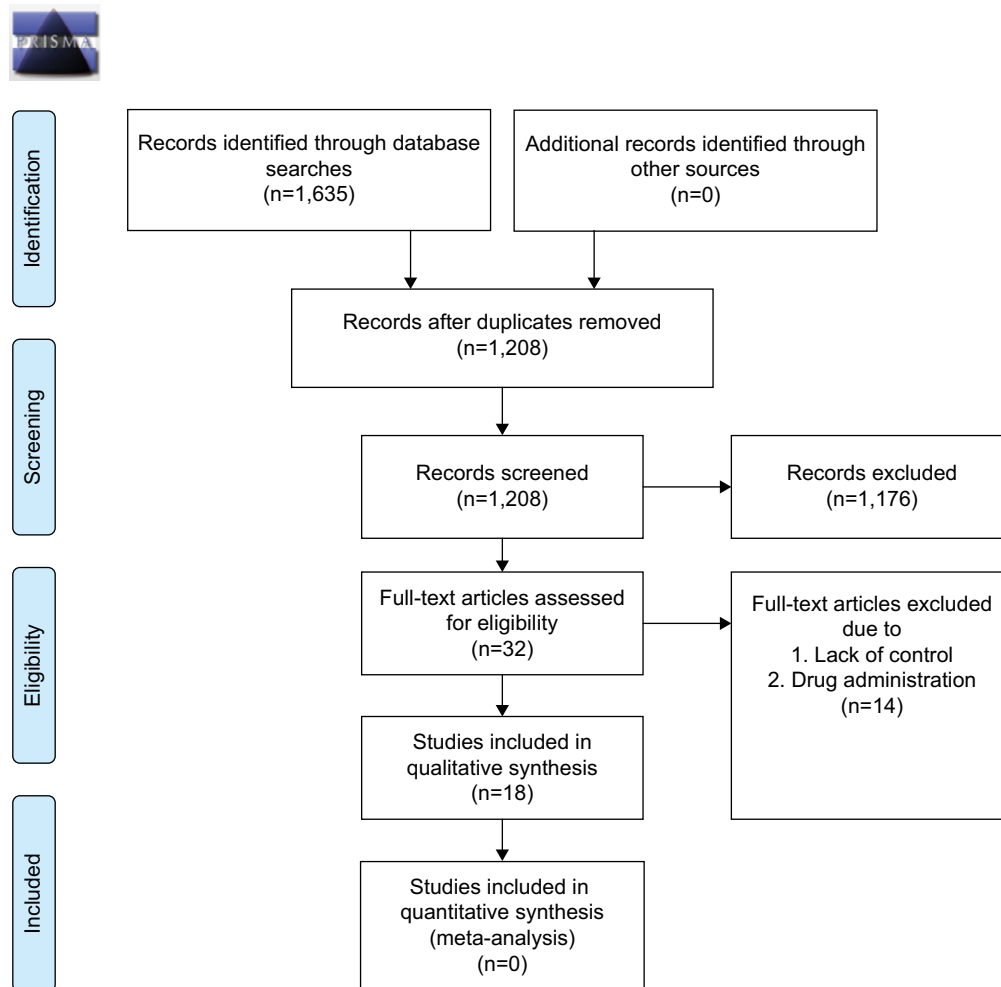 PRISMA
Identification
Records identified through database
searches
(n=1,635)
Additional records identified through
other sources
(n=0)
Records after duplicates removed
(n=1,208)
Screening
Records screened
(n=1,208)
Records excluded
(n=1,176)
Eligibility
Full-text articles assessed
for eligibility
(n=32)
Full-text articles excluded
due to
1. Lack of control
2. Drug administration
(n=14)
Studies included in
qualitative synthesis
(n=18)
Included
Studies included in
quantitative synthesis
(meta-analysis)
(n=0)